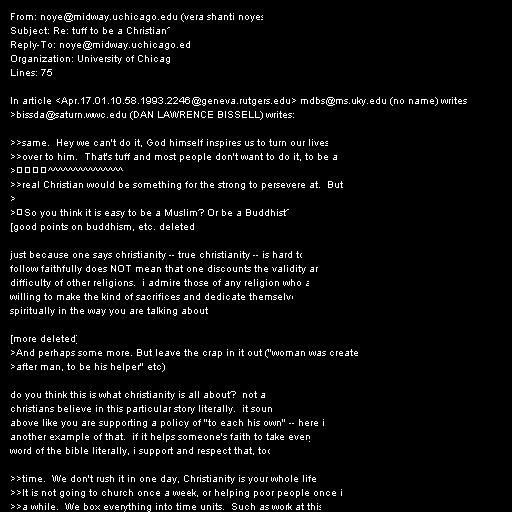 From: noye@midway.uchicago.edu (vera shanti noyes
Subject: Re: tuff to be a Christian
Reply-To: noye@midway.uchicago.ed
Organization: University of Chicag
Lines: 75

In article <Apr.17.01.10.58.1993.2246@geneva.rutgers.edu> mdbs@ms.uky.edu (no name) writes
>bissda@saturn.wwc.edu (DAN LAWRENCE BISSELL) writes:

>>same.  Hey we can't do it, God himself inspires us to turn our lives
>>over to him.  That's tuff and most people don't want to do it, to be a
>□□□□^^^^^^^^^^^^^^^
>>real Christian would be something for the strong to persevere at.  But
>
>□So you think it is easy to be a Muslim? Or be a Buddhist
[good points on buddhism, etc. deleted

just because one says christianity -- true christianity -- is hard to
follow faithfully does NOT mean that one discounts the validity
difficulty of other religions.  i admire those of any religion who
willing to make the kind of sacrifices and dedicate themselv
spiritually in the way you are talking about

[more deleted]
>And perhaps some more. But leave the crap in it out ("woman was create
>after man, to be his helper" etc)

do you think this is what christianity is all about?  not a
christians believe in this particular story literally.  it soun
above like you are supporting a policy of "to each his own" -- here i
another example of that.  if it helps someone's faith to take every
word of the bible literally, i support and respect that, too

>>time.  We don't rush it in one day, Christianity is your whole life
>>It is not going to church once a week, or helping poor people once i
>>a while.  We box everything into time units.  Such as work at this